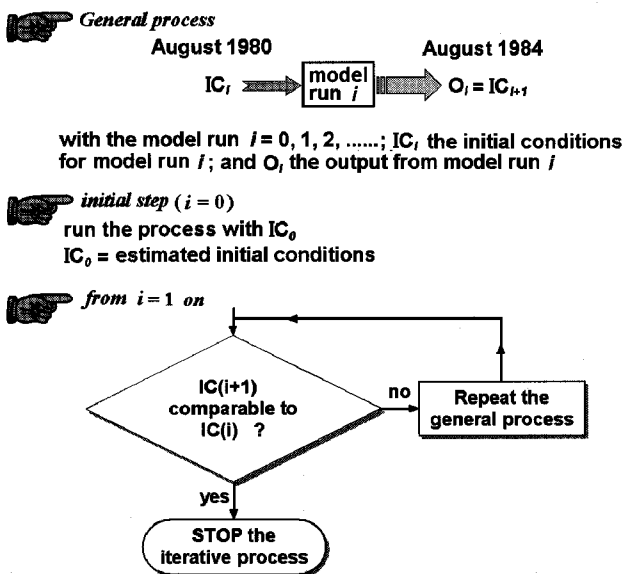 General process
August 1980 August 1984
IC_i model run i O_i = IC_{i+1}
with the model run i = 0, 1, 2, ......; IC_i the initial conditions
for model run i ; and O_i the output from model run i
initial step (i = 0)
run the process with IC_0
IC_0 = estimated initial conditions
from i = 1 on
IC(i+1)
comparable to
IC(i) ?
no
Repeat the
general process
yes
STOP the
iterative process